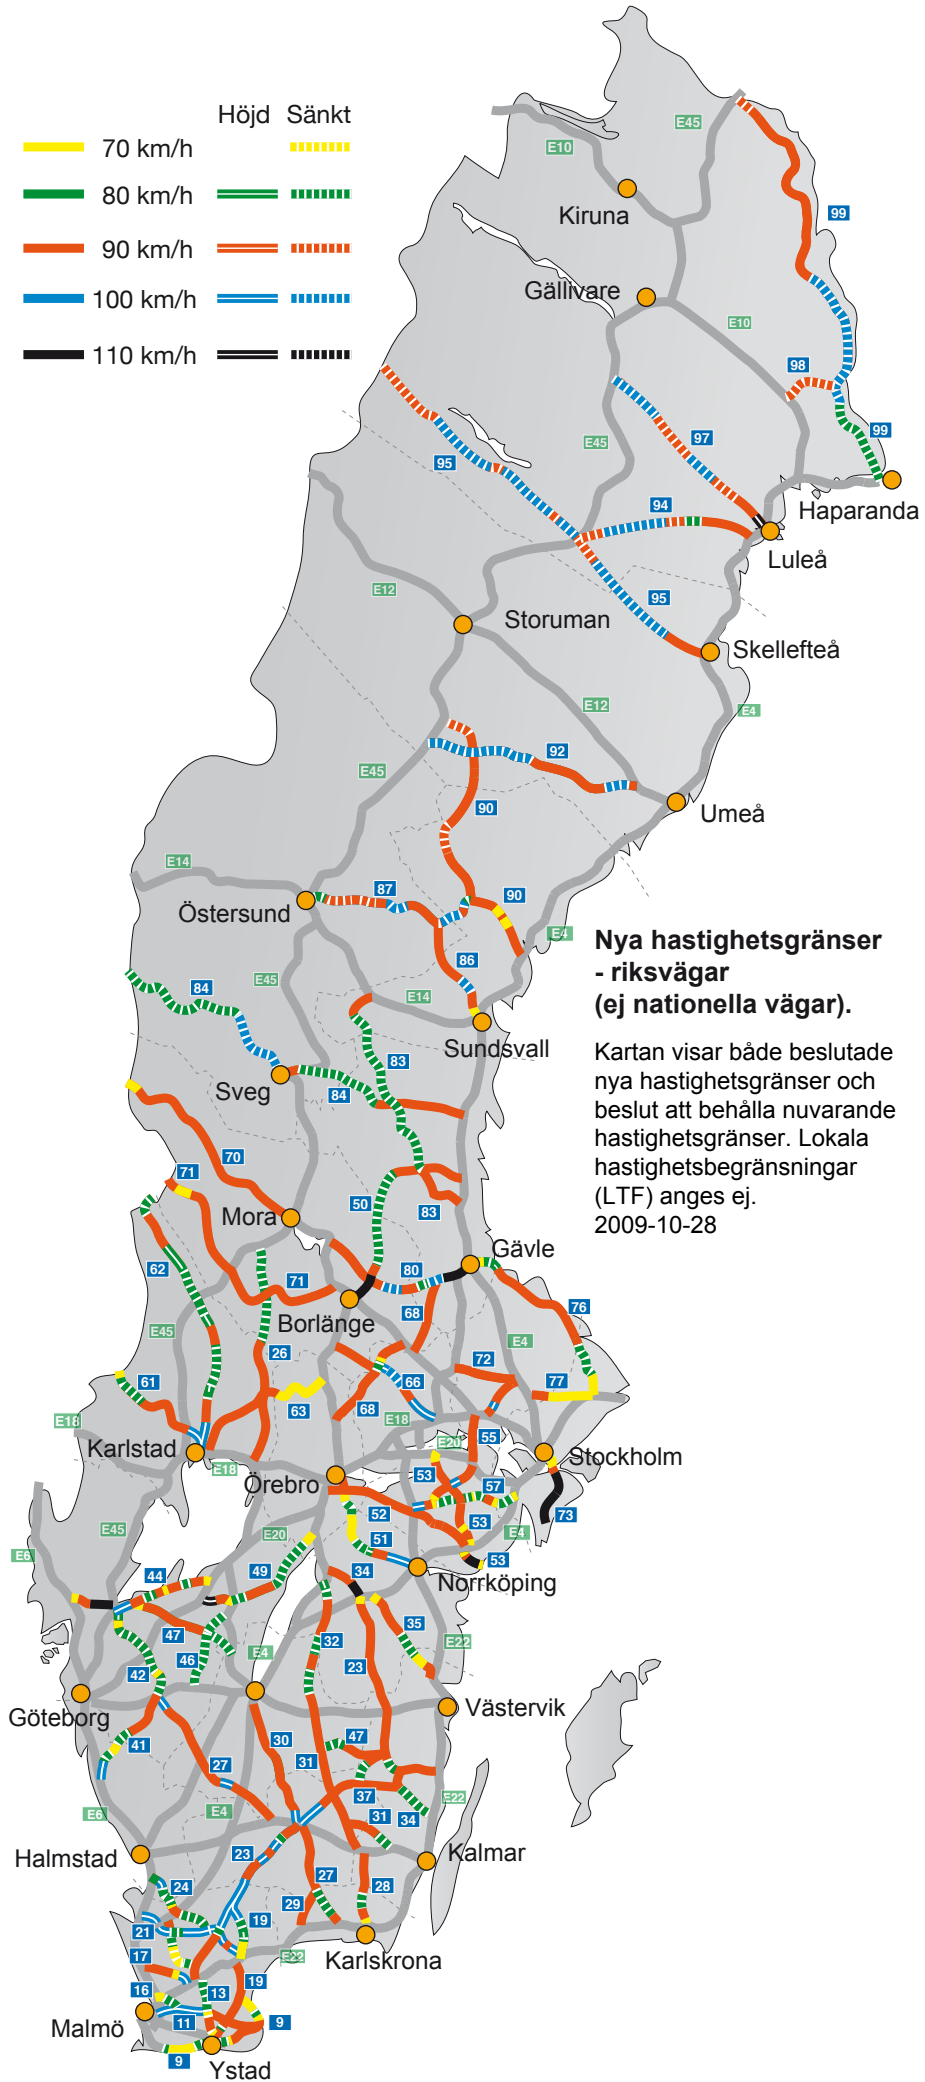 Höjd Sänkt
70 km/h
80 km/h
90 km/h
100 km/h
110 km/h
E45
E10
Kiruna
99
Gällivare
E10
98
99
97
E45
95
Haparanda
94
Luleå
E12
95
Storuman
Skellefteå
E12
E4
92
E45
90
Umeå
E14
87
90
Östersund
E4
86
E45
84
E14
Sundsvall
83
Sveg
84
70
71
50
83
Mora
Gävle
62
71
80
76
68
Borlänge
E45
E4
26
72
61
66
77
63
68
E18
E18
55
Karlstad
E20
Stockholm
E18
53
Örebro
57
52
73
53
E45
E20
51
E4
E6
53
44
49
34
Norrköping
35
47
32
E22
46
E4
23
42
Göteborg
Västervik
30
47
41
31
27
37
E22
E6
E4
31
34
Halmstad
23
Kalmar
27
24
28
29
19
21
17
E22
Karlskrona
19
16
13
11
9
Malmö
9
Ystad
Nya hastighetsgränser
- riksvägar
(ej nationella vägar).
Kartan visar både beslutade
nya hastighetsgränser och
beslut att behålla nuvarande
hastighetsgränser. Lokala
hastighetsbegränsningar
(LTF) anges ej.
2009-10-28